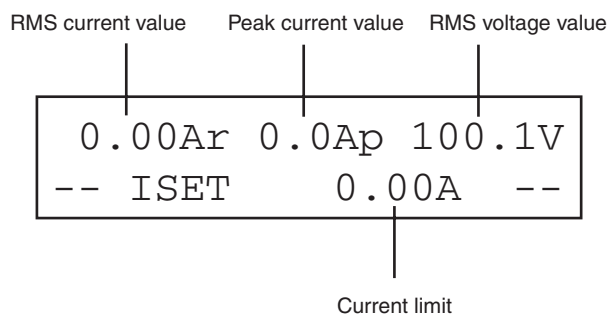 RMS current value Peak current value RMS voltage value
0.00Ar 0.0Ap 100.1V
-- ISET 0.00A --
Current limit